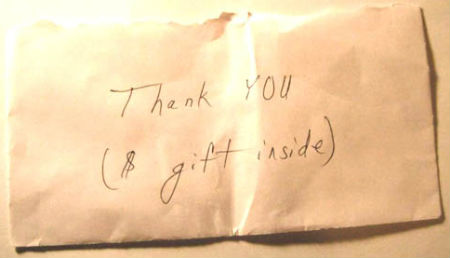 Thank YOU
($ gift inside)